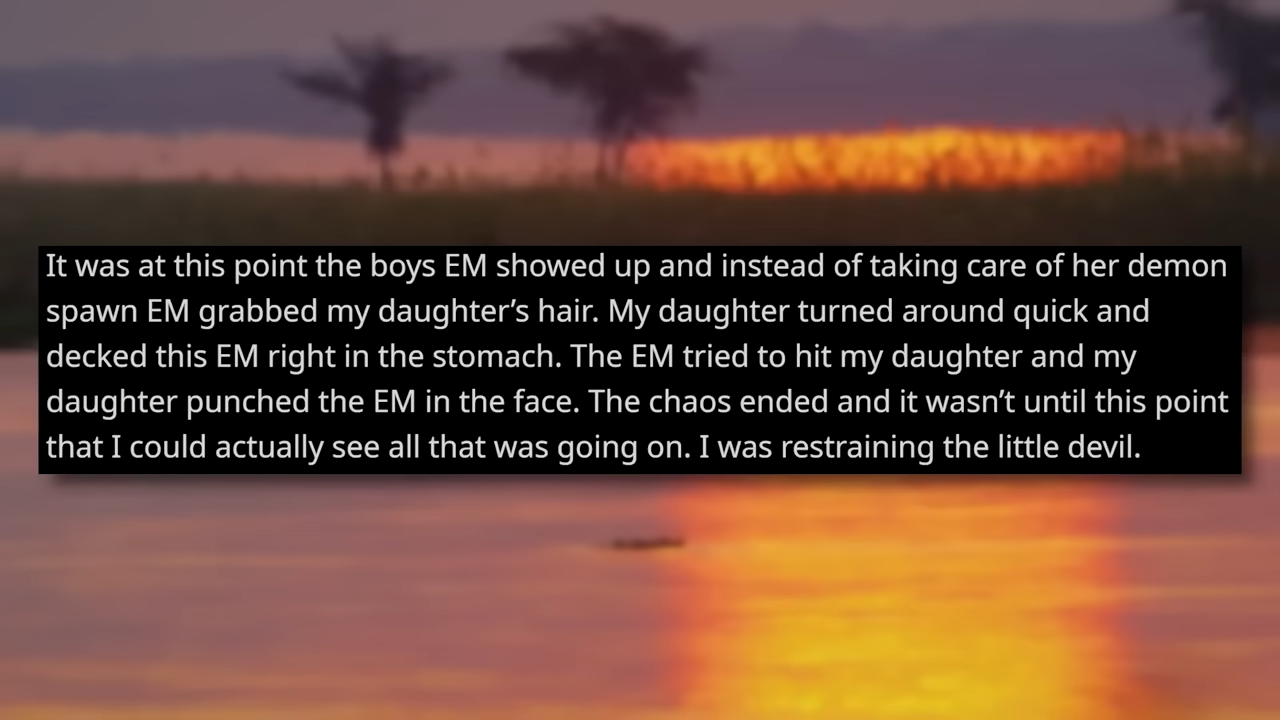 It was at this point the boys EM showed up and instead of taking care of her demon
spawn EM grabbed my daughter’s hair. My daughter turned around quick and
decked this EM right in the stomach. The EM tried to hit my daughter and my
daughter punched the EM in the face. The chaos ended and it wasn’t until this point
that I could actually see all that was going on. I was restraining the little devil.